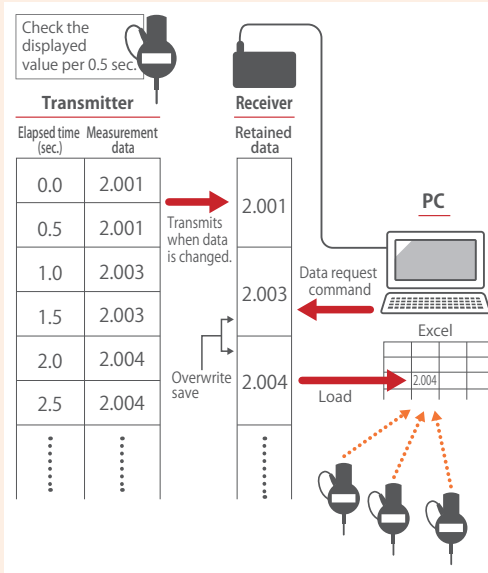 Check the
displayed
value per 0.5 sec.
Transmitter
Receiver
Elapsed time
(sec.)
Measurement
data
Retained
data
0.0 2.001
0.5 2.001
1.0 2.003
1.5 2.003
2.0 2.004
2.5 2.004
Transmits
when data
is changed.
2.001
2.003
2.004
Overwrite
save
PC
Data request
command
Excel
2.004
Load